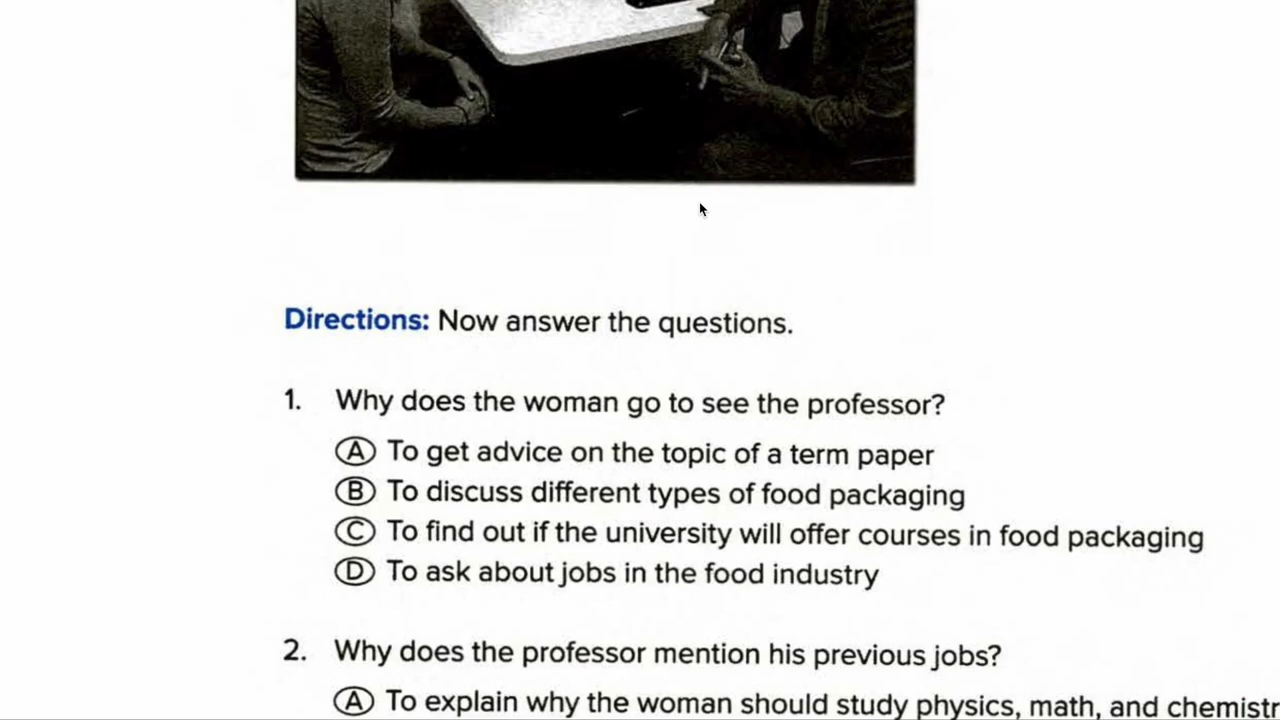 Directions: Now answer the questions.
1. Why does the woman go to see the professor?
A To get advice on the topic of a term paper
B To discuss different types of food packaging
C To find out if the university will offer courses in food packaging
D To ask about jobs in the food industry
2. Why does the professor mention his previous jobs?
A To explain why the woman should study physics, math, and chemistr